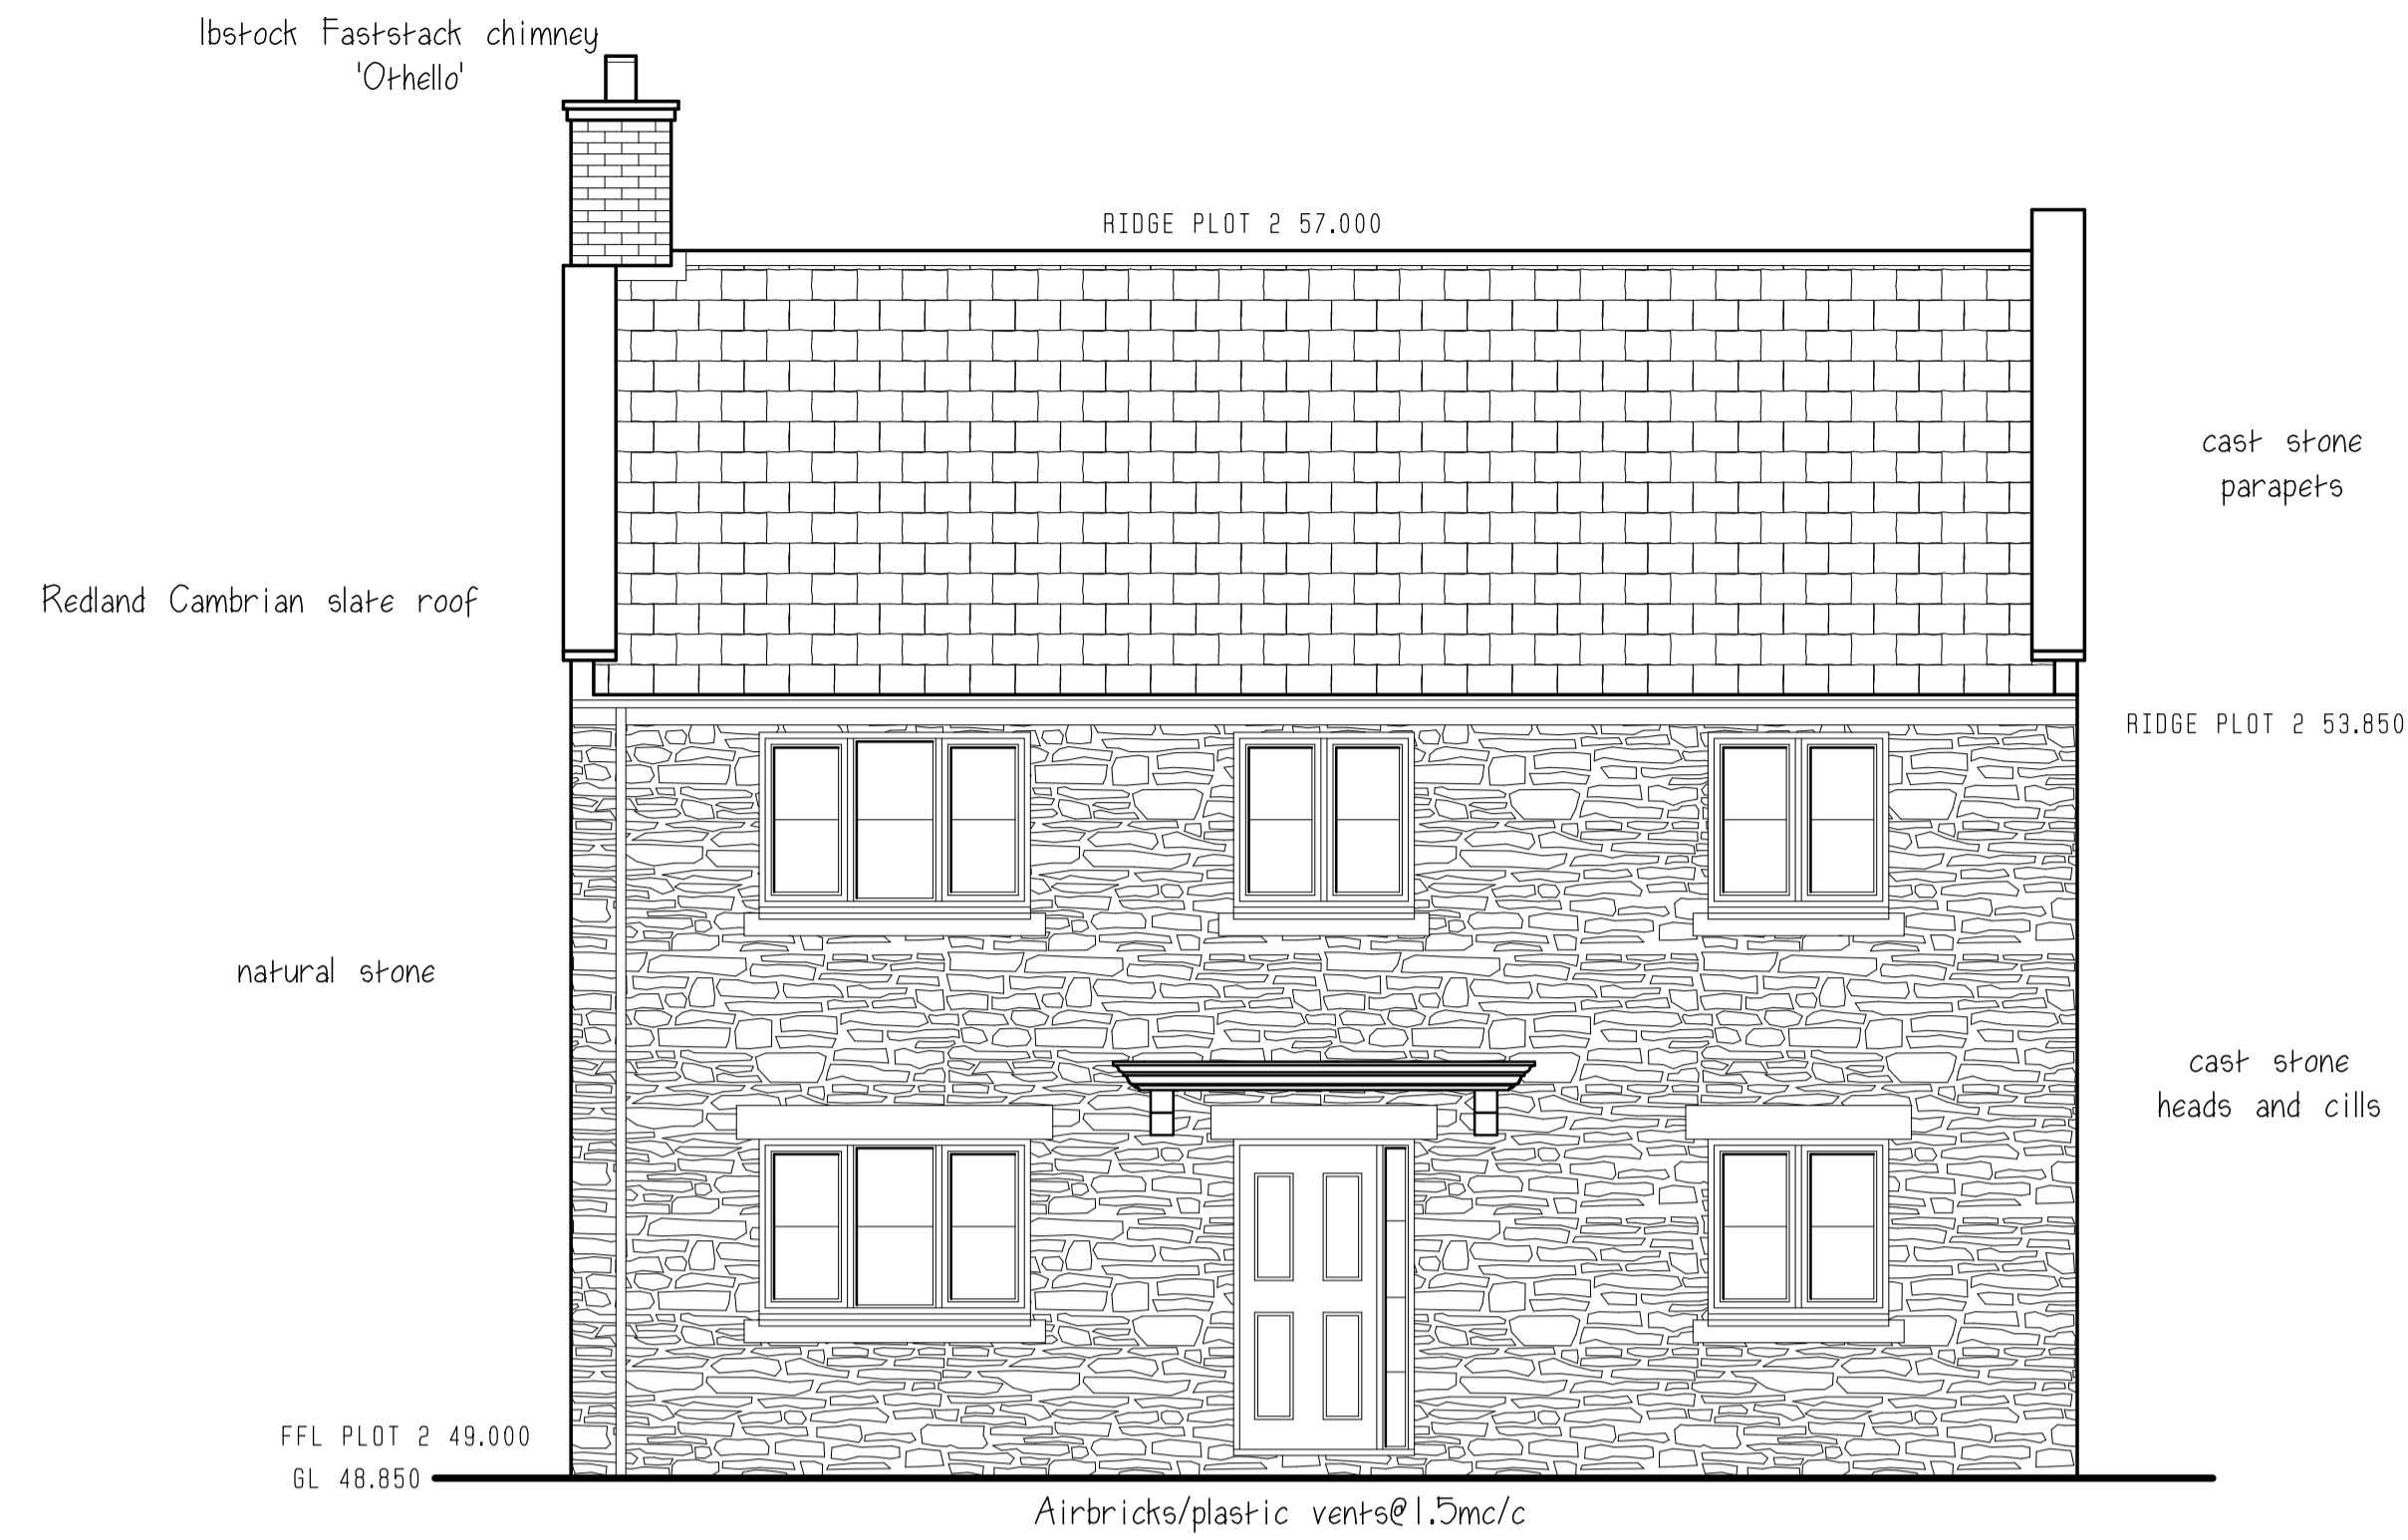 Ibstock Faststack chimney
'Othello'
RIDGE PLOT 2 57.000
cast stone
parapets
Redland Cambrian slate roof
RIDGE PLOT 2 53.850
natural stone
cast stone
heads and cills
FFL PLOT 2 49.000
GL 48.850
Airbricks/plastic vents@1.5mc/c